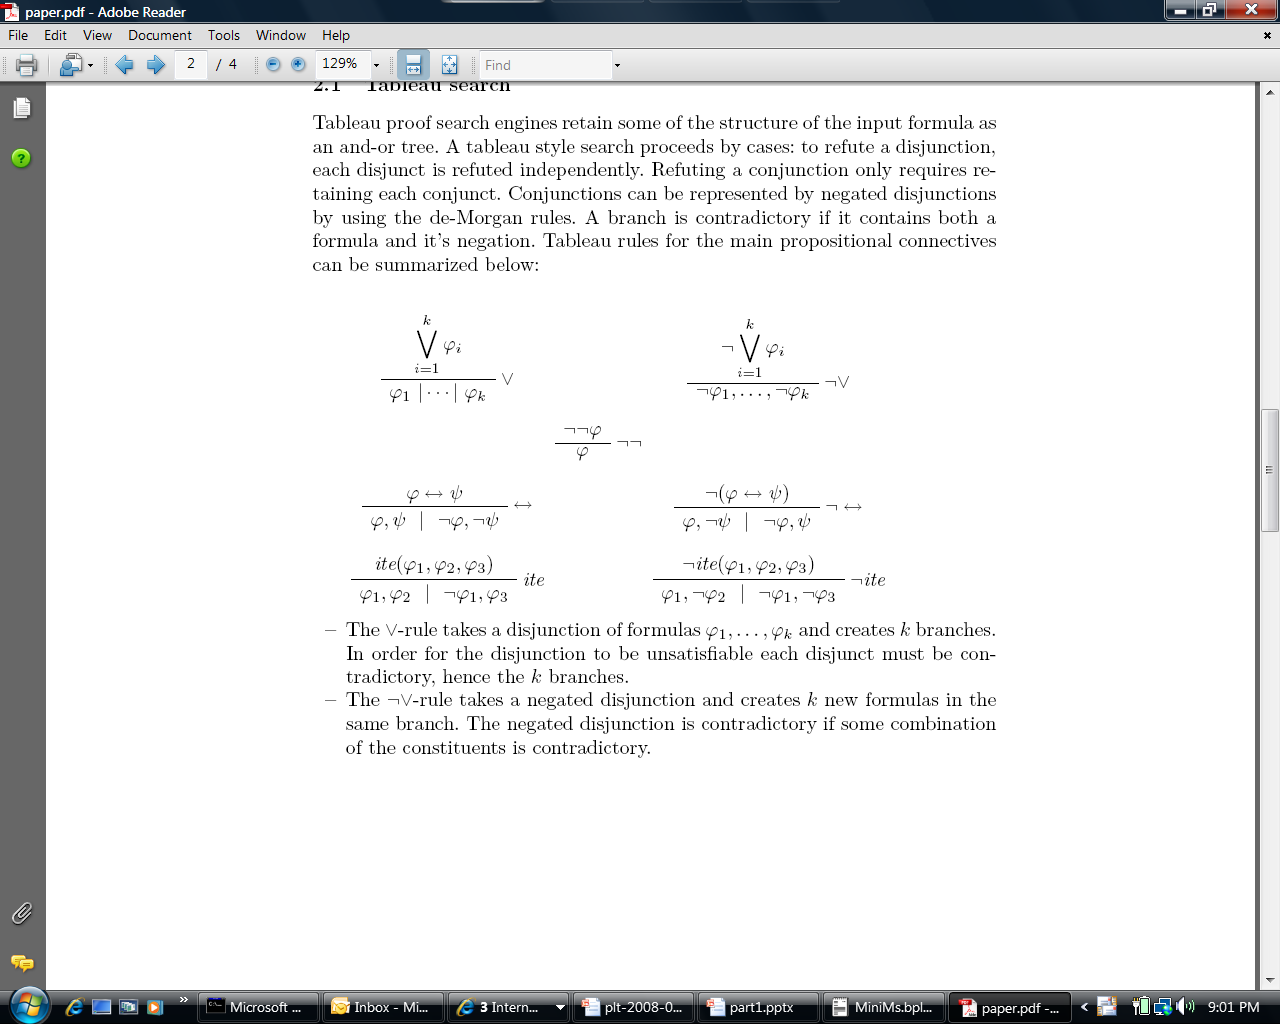 paper.pdf - Adobe Reader
File Edit View Document Tools Window Help
2 / 4 129% Find
2.1 Tableau search
Tableau proof search engines retain some of the structure of the input formula as
an and-or tree. A tableau style search proceeds by cases: to refute a disjunction,
each disjunct is refuted independently. Refuting a conjunction only requires re-
taining each conjunct. Conjunctions can be represented by negated disjunctions
by using the de-Morgan rules. A branch is contradictory if it contains both a
formula and it's negation. Tableau rules for the main propositional connectives
can be summarized below:
k k
⋁ φi ¬ ⋁ φi
i=1 i=1
∨ ¬∨
φ1 | ··· | φk ¬φ1, . . . , ¬φk
¬¬φ
¬¬
φ
φ ↔ ψ ¬(φ ↔ ψ)
↔ ¬ ↔
φ, ψ | ¬φ, ¬ψ φ, ¬ψ | ¬φ, ψ
ite(φ1, φ2, φ3) ¬ite(φ1, φ2, φ3)
ite ¬ite
φ1, φ2 | ¬φ1, φ3 φ1, ¬φ2 | ¬φ1, ¬φ3
– The ∨-rule takes a disjunction of formulas φ1, . . . , φk and creates k branches.
In order for the disjunction to be unsatisfiable each disjunct must be con-
tradictory, hence the k branches.
– The ¬∨-rule takes a negated disjunction and creates k new formulas in the
same branch. The negated disjunction is contradictory if some combination
of the constituents is contradictory.
Microsoft ... Inbox - Mi... 3 Intern... plt-2008-0... part1.pptx MiniMs.bpl... paper.pdf -... 9:01 PM